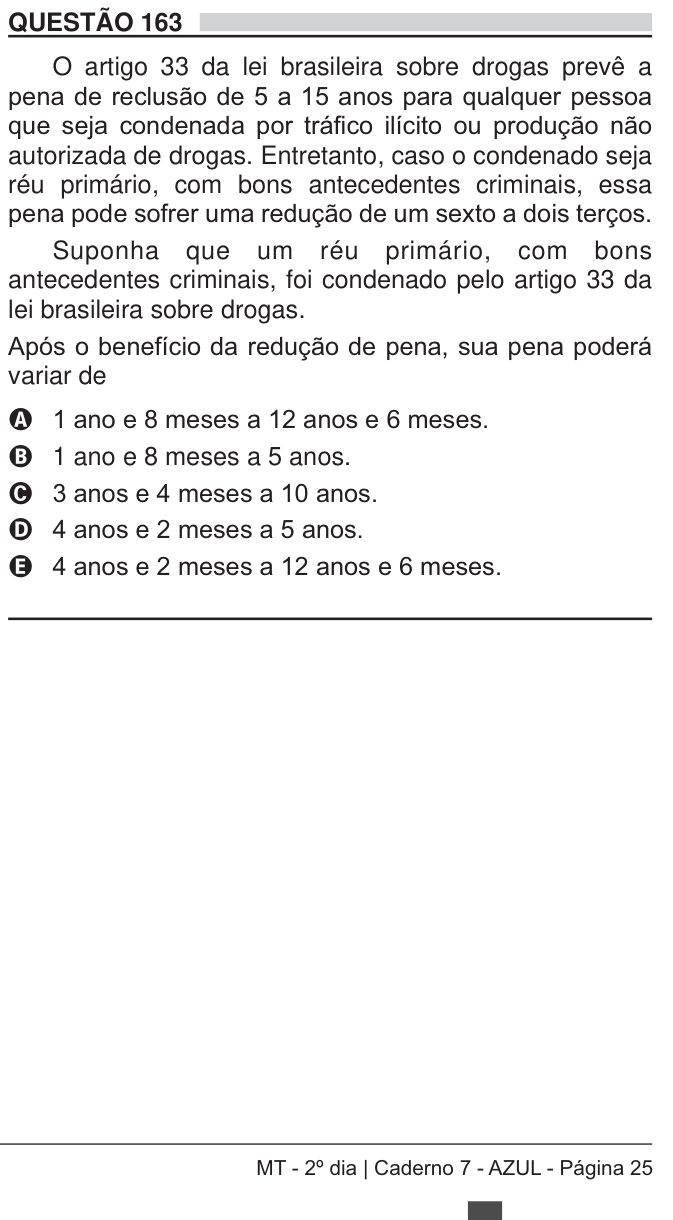 QUESTÃO 163
O artigo 33 da lei brasileira sobre drogas prevê a
pena de reclusão de 5 a 15 anos para qualquer pessoa
que seja condenada por tráfico ilícito ou produção não
autorizada de drogas. Entretanto, caso o condenado seja
réu primário, com bons antecedentes criminais, essa
pena pode sofrer uma redução de um sexto a dois terços.
Suponha que um réu primário, com bons
antecedentes criminais, foi condenado pelo artigo 33 da
lei brasileira sobre drogas.
Após o benefício da redução de pena, sua pena poderá
variar de
A 1 ano e 8 meses a 12 anos e 6 meses.
B 1 ano e 8 meses a 5 anos.
C 3 anos e 4 meses a 10 anos.
D 4 anos e 2 meses a 5 anos.
E 4 anos e 2 meses a 12 anos e 6 meses.
MT - 2º dia | Caderno 7 - AZUL - Página 25